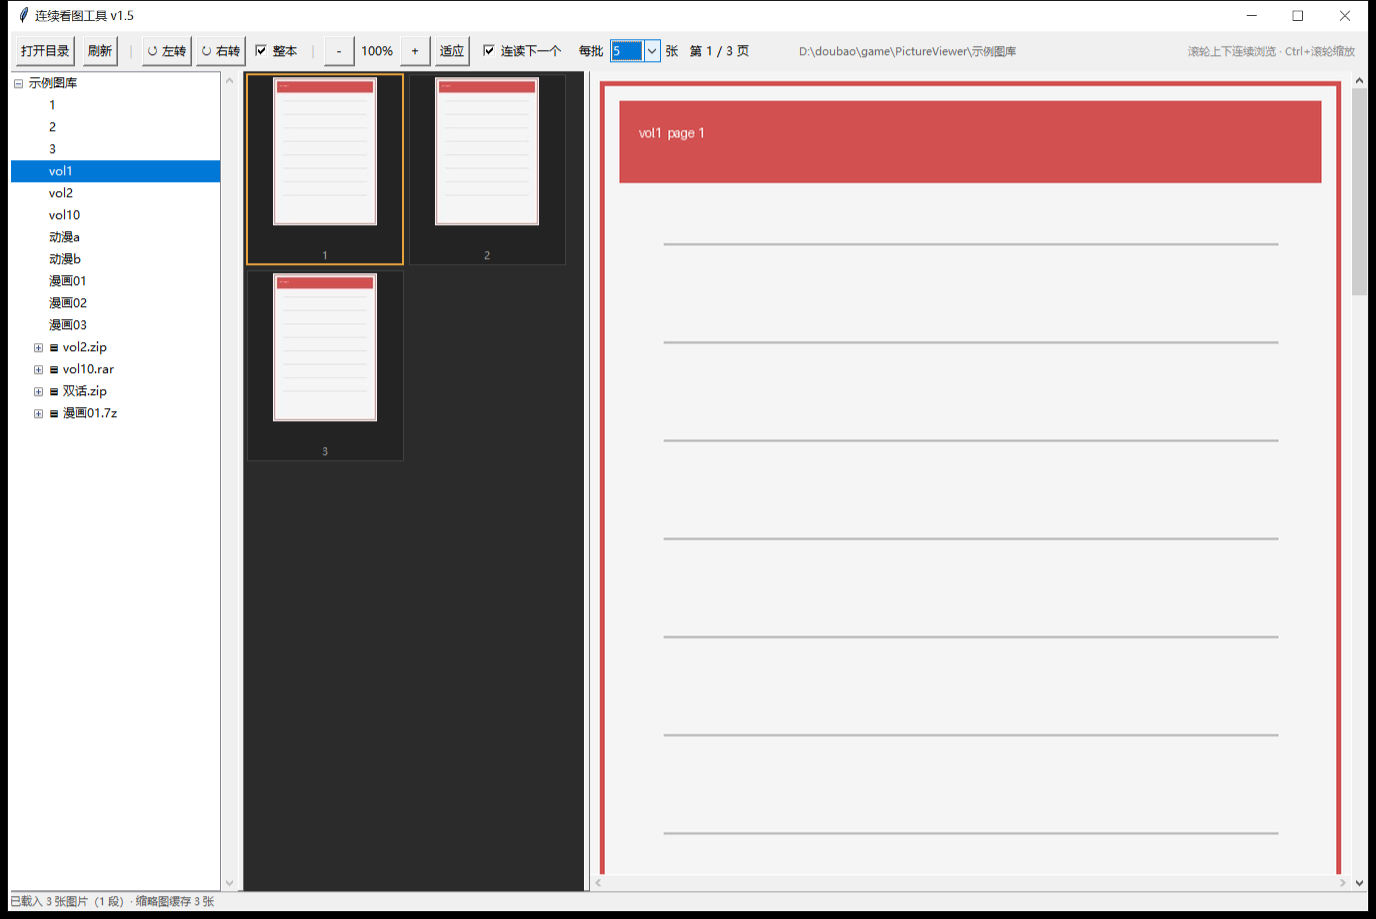 连续看图工具 v1.5
打开目录 刷新 | 左转 右转 整本 | - 100% + 适应 连读下一个 每批 5 张 第 1 / 3 页 D:\doubao\game\PictureViewer\示例图库 滚轮上下连续浏览 · Ctrl+滚轮缩放
示例图库
1
2
3
vol1
vol2
vol10
动漫a
动漫b
漫画01
漫画02
漫画03
vol2.zip
vol10.rar
双话.zip
漫画01.7z
1
2
3
vol1 page 1
已载入 3 张图片（1 段）· 缩略图缓存 3 张